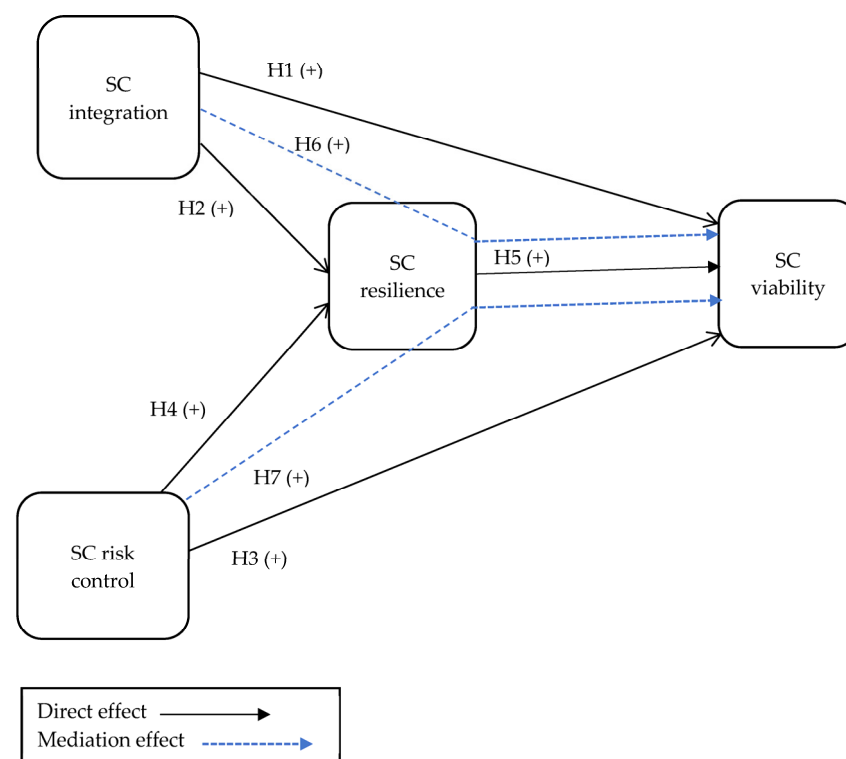 SC
integration
H1 (+)
H6 (+)
H2 (+)
SC
resilience
H5 (+)
SC
viability
H4 (+)
H7 (+)
SC risk
control
H3 (+)
Direct effect
Mediation effect